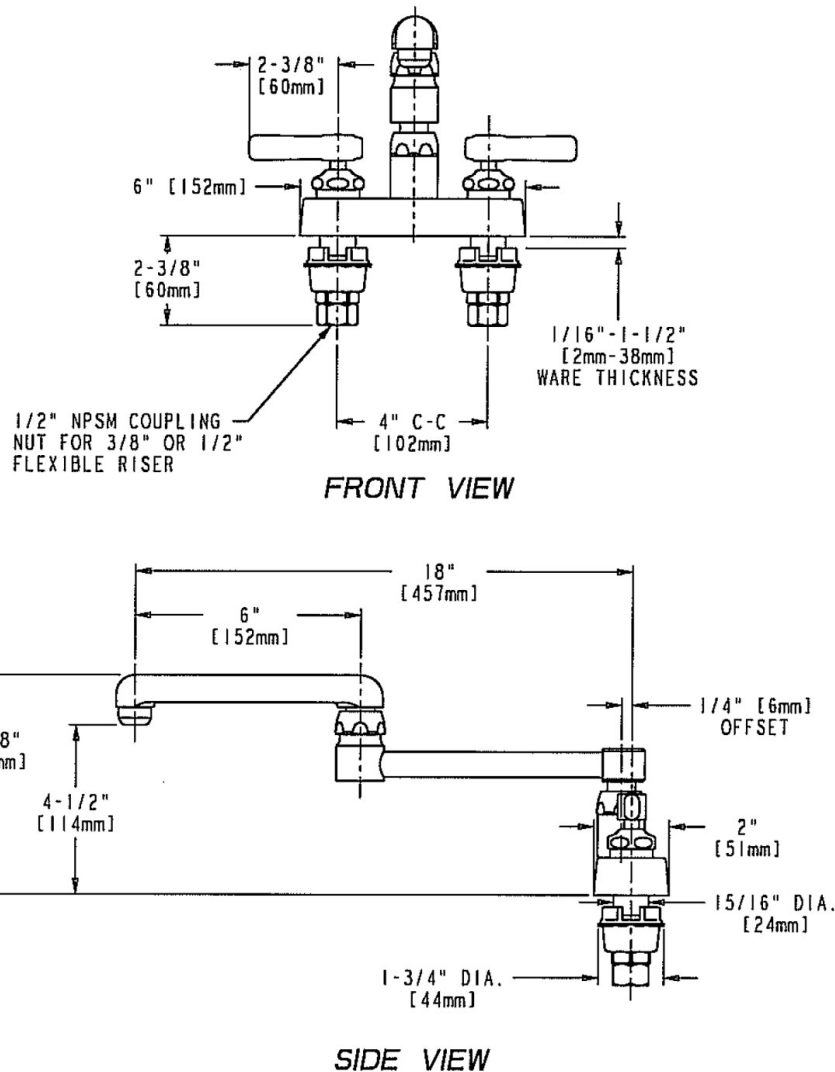 2-3/8"
[60mm]
6" [152mm]
2-3/8"
[60mm]
1/16"-1-1/2"
[2mm-38mm]
WARE THICKNESS
1/2" NPSM COUPLING
NUT FOR 3/8" OR 1/2"
FLEXIBLE RISER
4" C-C
[102mm]
FRONT VIEW
18"
[457mm]
6"
[152mm]
1/4" [6mm]
OFFSET
8"
mm]
4-1/2"
[114mm]
2"
[51mm]
15/16" DIA.
[24mm]
1-3/4" DIA.
[44mm]
SIDE VIEW